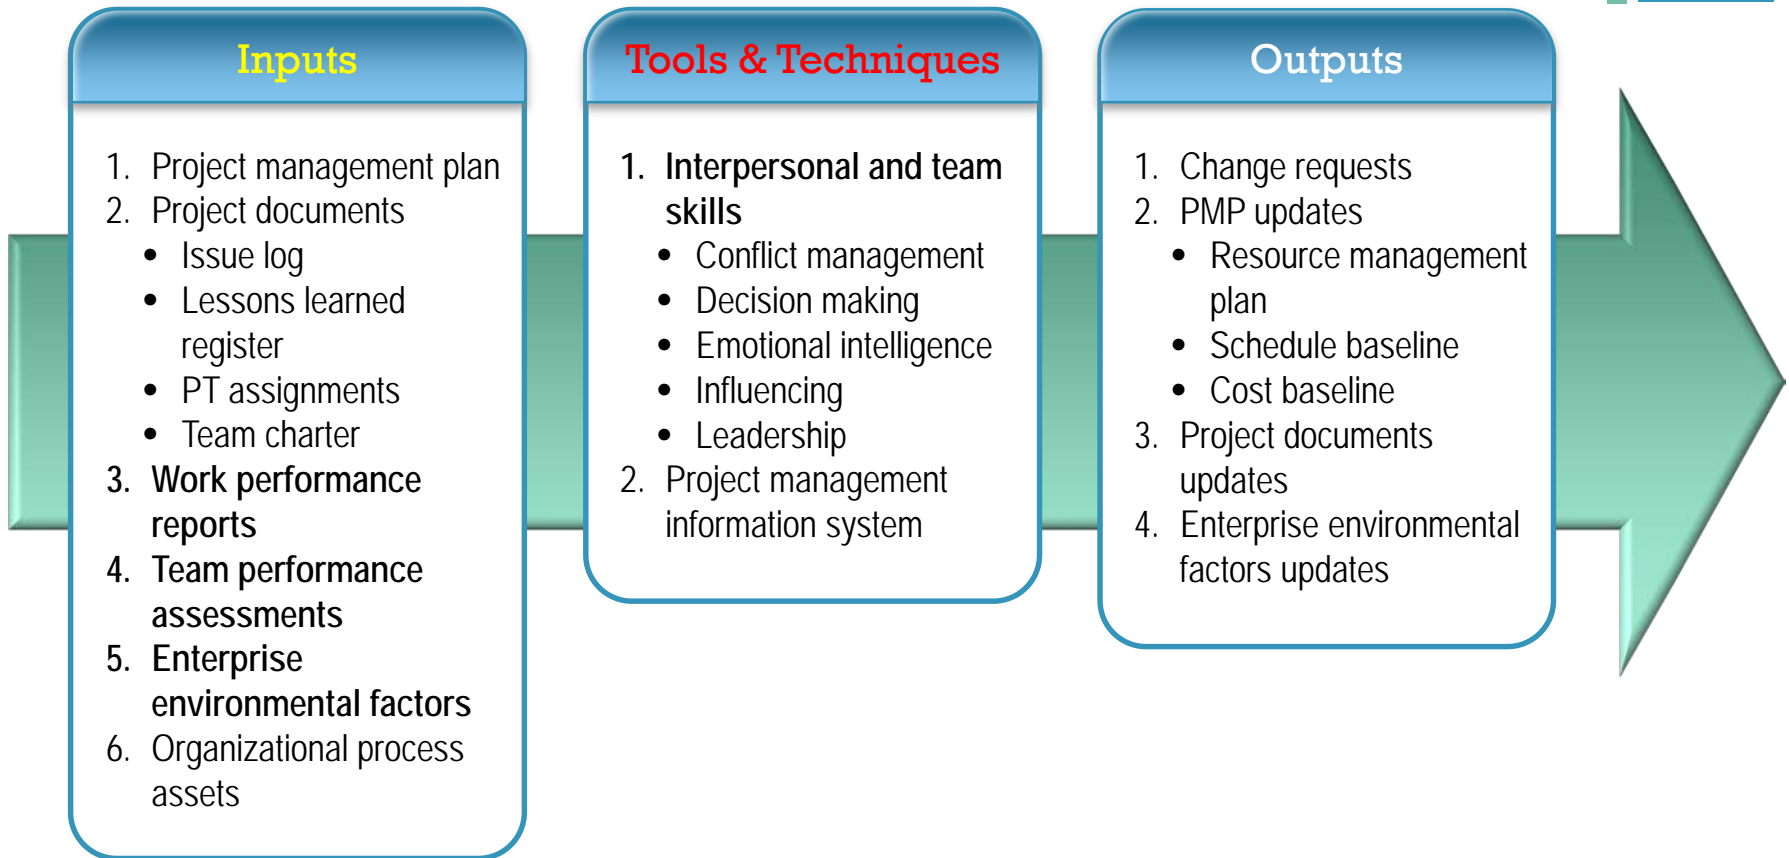 Inputs
1. Project management plan
2. Project documents
• Issue log
• Lessons learned
register
• PT assignments
• Team charter
3. Work performance
reports
4. Team performance
assessments
5. Enterprise
environmental factors
6. Organizational process
assets
Tools & Techniques
1. Interpersonal and team
skills
• Conflict management
• Decision making
• Emotional intelligence
• Influencing
• Leadership
2. Project management
information system
Outputs
1. Change requests
2. PMP updates
• Resource management
plan
• Schedule baseline
• Cost baseline
3. Project documents
updates
4. Enterprise environmental
factors updates